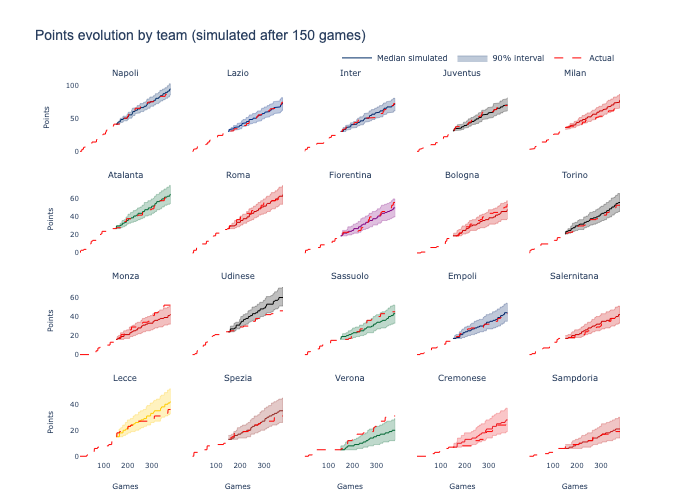 Points evolution by team (simulated after 150 games)
Median simulated 90% interval Actual
Napoli Lazio Inter Juventus Milan
100
50
0
Points
Atalanta Roma Fiorentina Bologna Torino
60
40
20
0
Points
Monza Udinese Sassuolo Empoli Salernitana
60
40
20
0
Points
Lecce Spezia Verona Cremonese Sampdoria
40
20
0
Points
100 200 300 100 200 300 100 200 300 100 200 300 100 200 300
Games Games Games Games Games